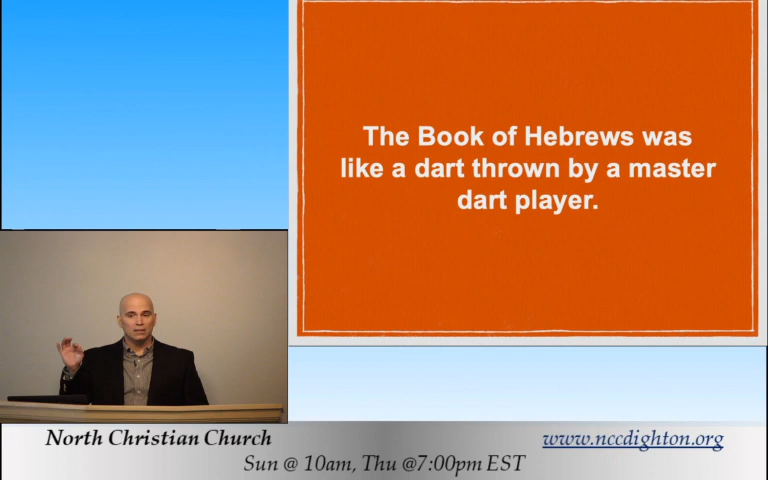 The Book of Hebrews was
like a dart thrown by a master
dart player.
North Christian Church
www.nccdighton.org
Sun @ 10am, Thu @7:00pm EST